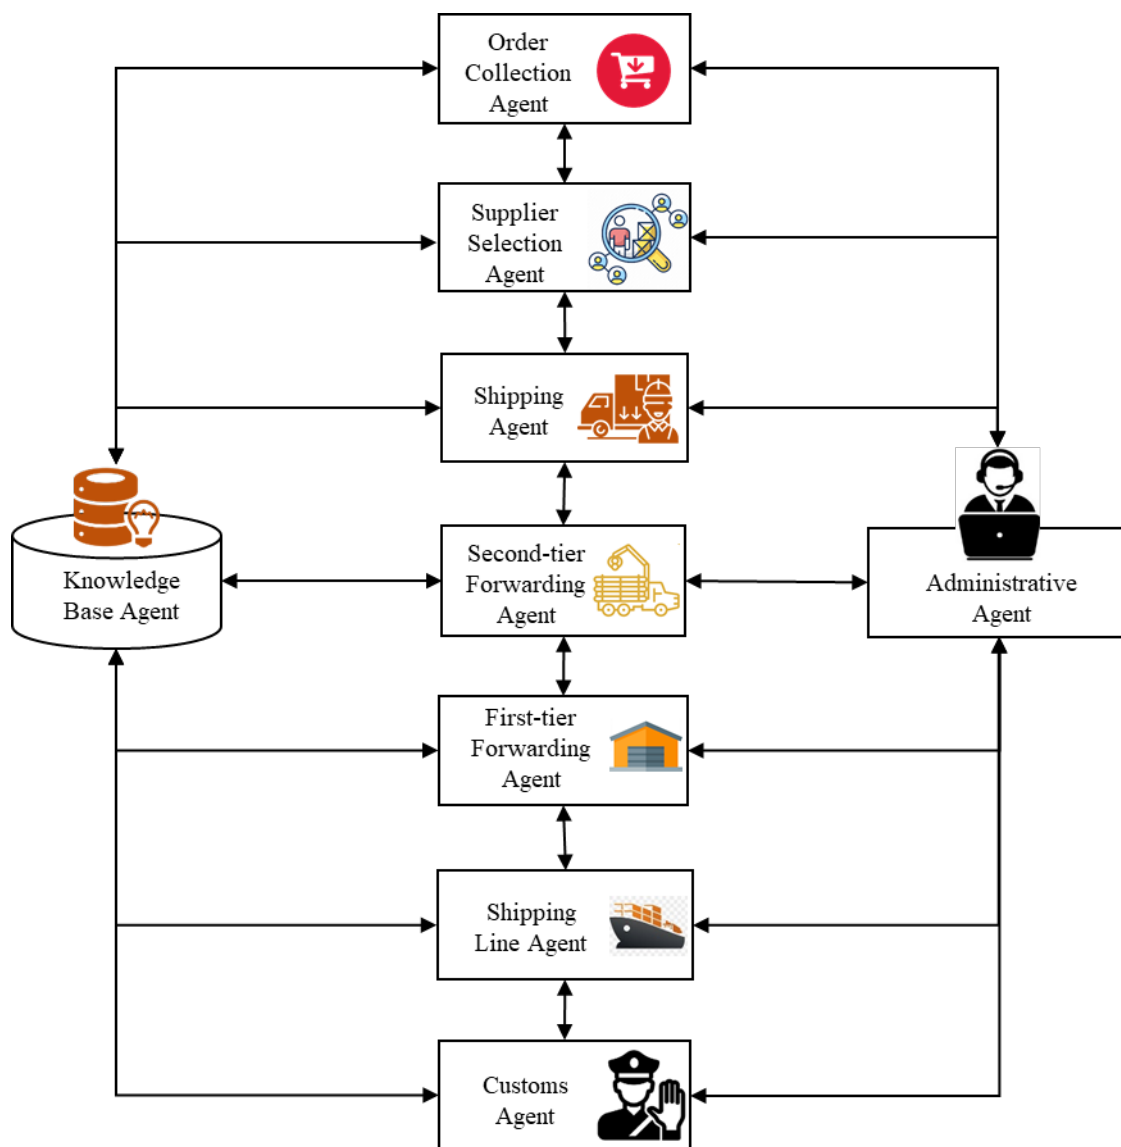 Order
Collection
Agent
Supplier
Selection
Agent
Shipping
Agent
Knowledge
Base Agent
Second-tier
Forwarding
Agent
Administrative
Agent
First-tier
Forwarding
Agent
Shipping
Line Agent
Customs
Agent